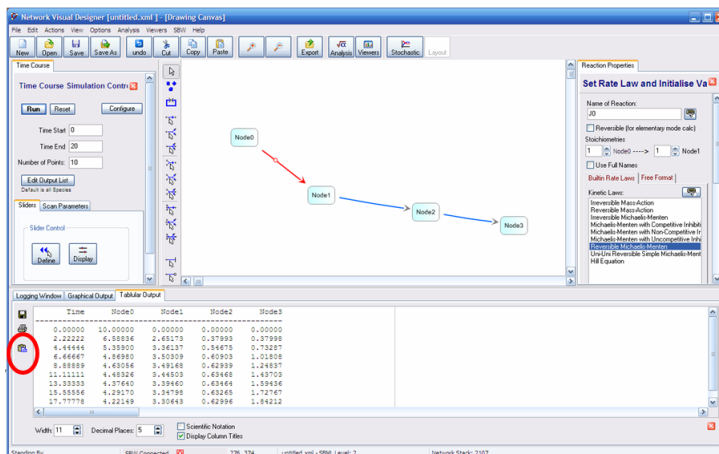 Network Visual Designer [untitled.xml ] - [Drawing Canvas]
File Edit Actions View Options Analysis Viewers SBW Help
New Open Save Save As undo Cut Copy Paste Export Analysis Viewers Stochastic Layout
Time Course
Time Course Simulation Contr
Run Reset Configure
Time Start 0
Time End 20
Number of Points: 10
Edit Output List
Default is all Species
Sliders Scan Parameters
Slider Control
Define Display
Node0
Node1
Node2
Node3
Reaction Properties
Set Rate Law and Initialise Va
Name of Reaction:
J0
Reversible (for elementary mode calc)
Stoichiometries
1 Node0 ----> 1 Node1
Use Full Names
Builtin Rate Laws Free Format
Kinetic Laws:
Irreversible Mass-Action
Reversible Mass-Action
Irreversible Michaelis-Menten
Michaelis-Menten with Competitive Inhibiti
Michaelis-Menten with Non-Competitive Ir
Michaelis-Menten with Uncompetitive Inhi
Reversible Michaelis-Menten
Uni-Uni Reversible Simple Michaelis-Ment
Hill Equation
Logging Window Graphical Output Tablular Output
Time Node0 Node1 Node2 Node3
0.00000 10.00000 0.00000 0.00000 0.00000
2.22222 6.58836 2.65173 0.37993 0.37998
4.44444 5.35900 3.36137 0.54675 0.73287
6.66667 4.86980 3.50309 0.60903 1.01808
8.88889 4.63056 3.49168 0.62939 1.24837
11.11111 4.48326 3.44503 0.63468 1.43703
13.33333 4.37640 3.39460 0.63464 1.59436
15.55556 4.29170 3.34798 0.63265 1.72767
17.77778 4.22149 3.30643 0.62996 1.84212
Width: 11 Decimal Places: 5
Scientific Notation
Display Column Titles
Standing By SBW Connected 276, 374 untitled.xml - SBML Level: 2 Network Stack: 2107